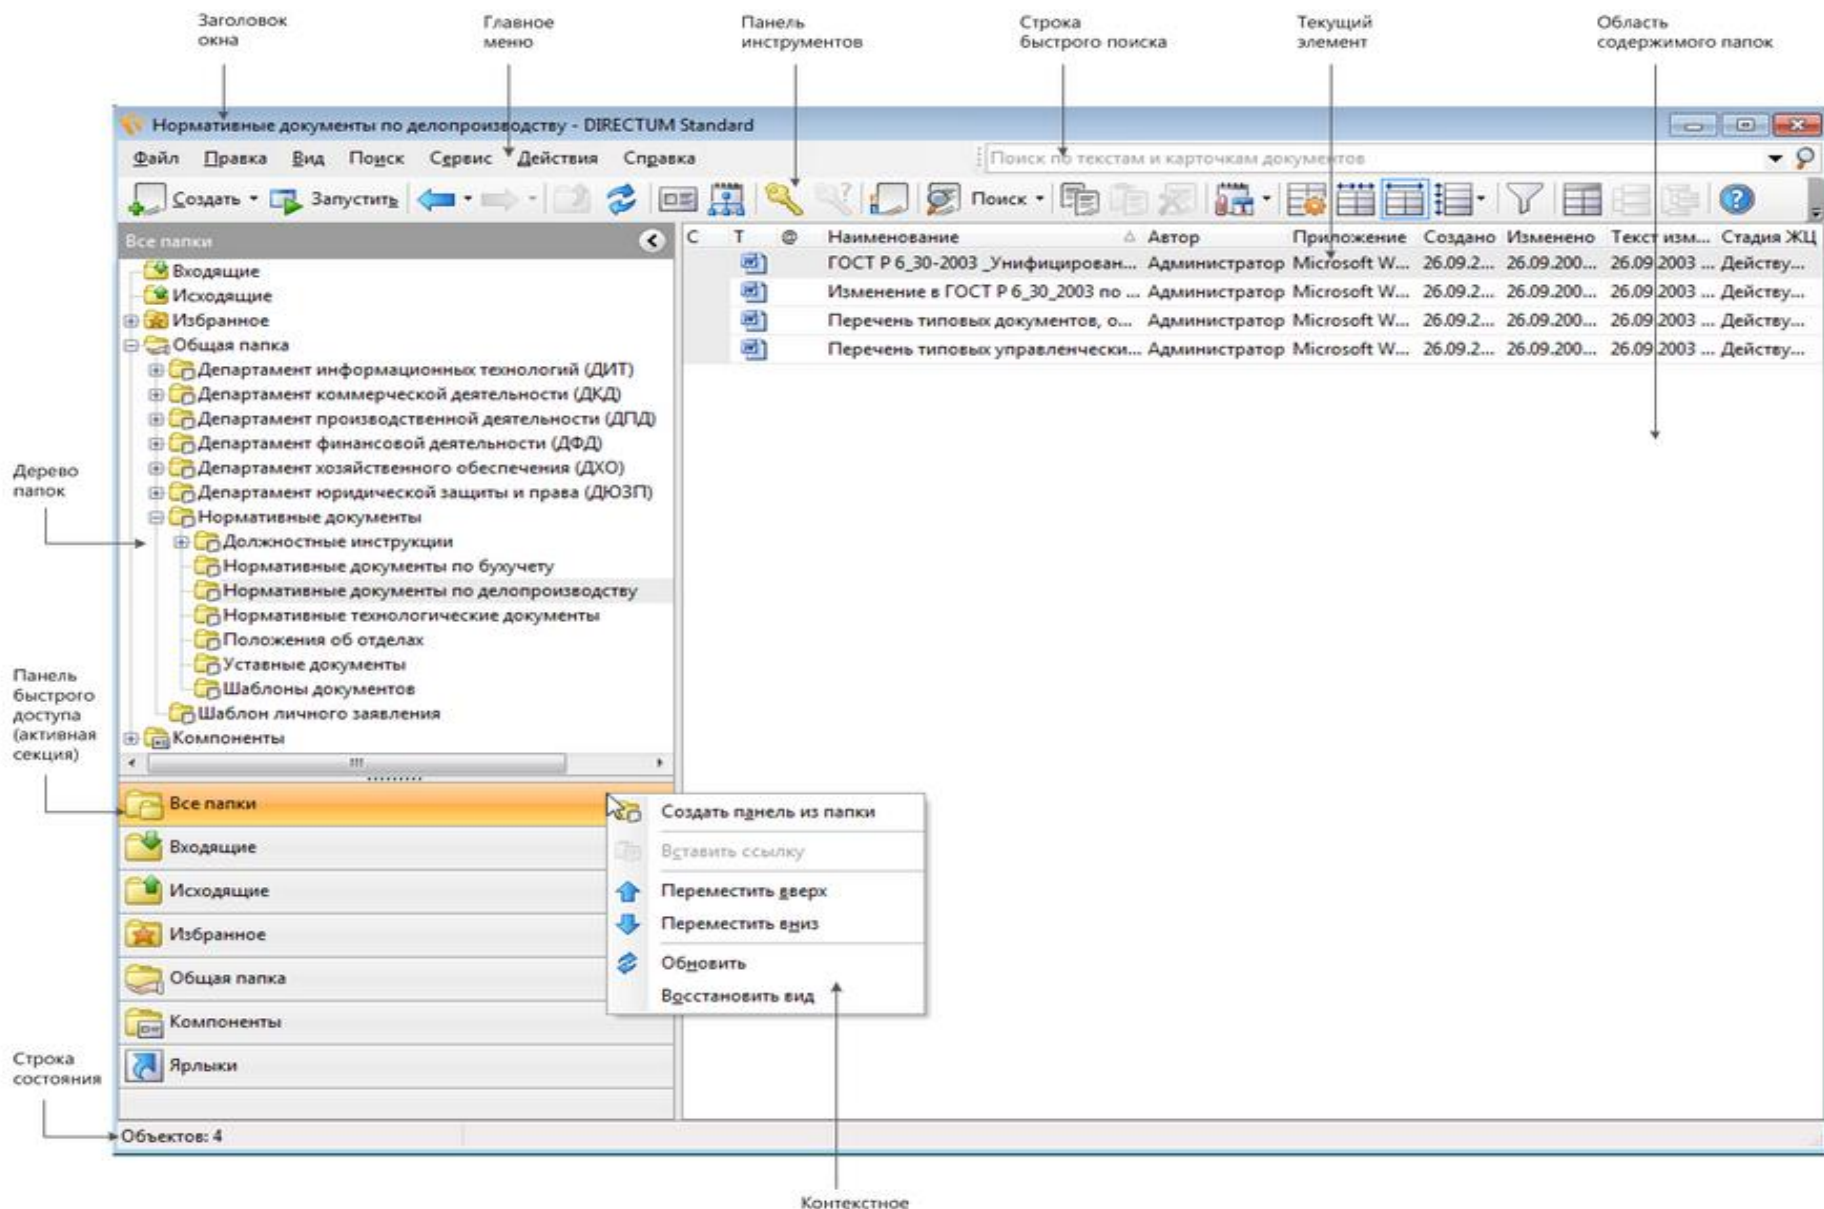 Заголовок окна
Главное меню
Панель инструментов
Строка быстрого поиска
Текущий элемент
Область содержимого папок
Нормативные документы по делопроизводству - DIRECTUM Standard
Файл Правка Вид Поиск Сервис Действия Справка
Поиск по текстам и карточкам документов
Создать Запустить Поиск
Все папки
С Т @ Наименование Автор Приложение Создано Изменено Текст изм... Стадия ЖЦ
ГОСТ Р 6_30-2003 _Унифицирован... Администратор Microsoft W... 26.09.2... 26.09.200... 26.09.2003 ... Действу...
Изменение в ГОСТ Р 6_30_2003 по ... Администратор Microsoft W... 26.09.2... 26.09.200... 26.09.2003 ... Действу...
Перечень типовых документов, о... Администратор Microsoft W... 26.09.2... 26.09.200... 26.09.2003 ... Действу...
Перечень типовых управленчески... Администратор Microsoft W... 26.09.2... 26.09.200... 26.09.2003 ... Действу...
Входящие
Исходящие
Избранное
Общая папка
Департамент информационных технологий (ДИТ)
Департамент коммерческой деятельности (ДКД)
Департамент производственной деятельности (ДПД)
Департамент финансовой деятельности (ДФД)
Департамент хозяйственного обеспечения (ДХО)
Департамент юридической защиты и права (ДЮЗП)
Нормативные документы
Должностные инструкции
Нормативные документы по бухучету
Нормативные документы по делопроизводству
Нормативные технологические документы
Положения об отделах
Уставные документы
Шаблоны документов
Шаблон личного заявления
Компоненты
Дерево папок
Панель быстрого доступа (активная секция)
Все папки
Входящие
Исходящие
Избранное
Общая папка
Компоненты
Ярлыки
Создать панель из папки
Вставить ссылку
Переместить вверх
Переместить вниз
Обновить
Восстановить вид
Строка состояния
Объектов: 4
Контекстное